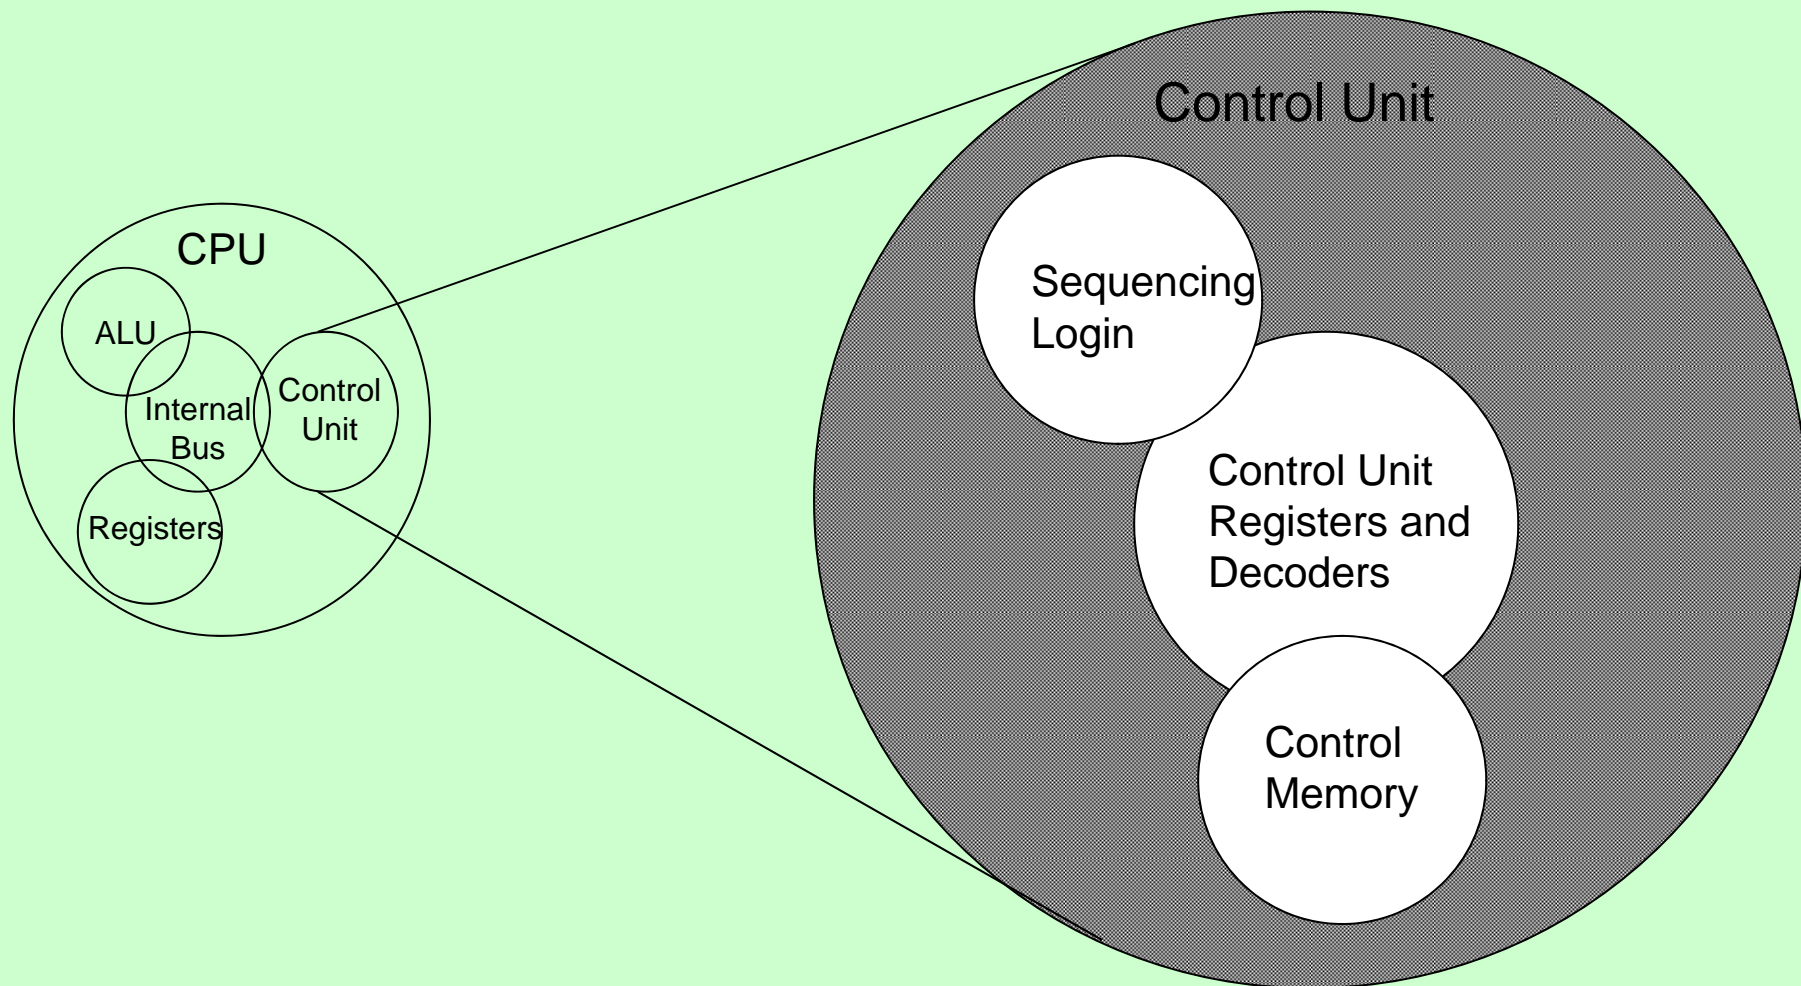 CPU
ALU
Internal
Bus
Control
Unit
Registers
Control Unit
Sequencing
Login
Control Unit
Registers and
Decoders
Control
Memory